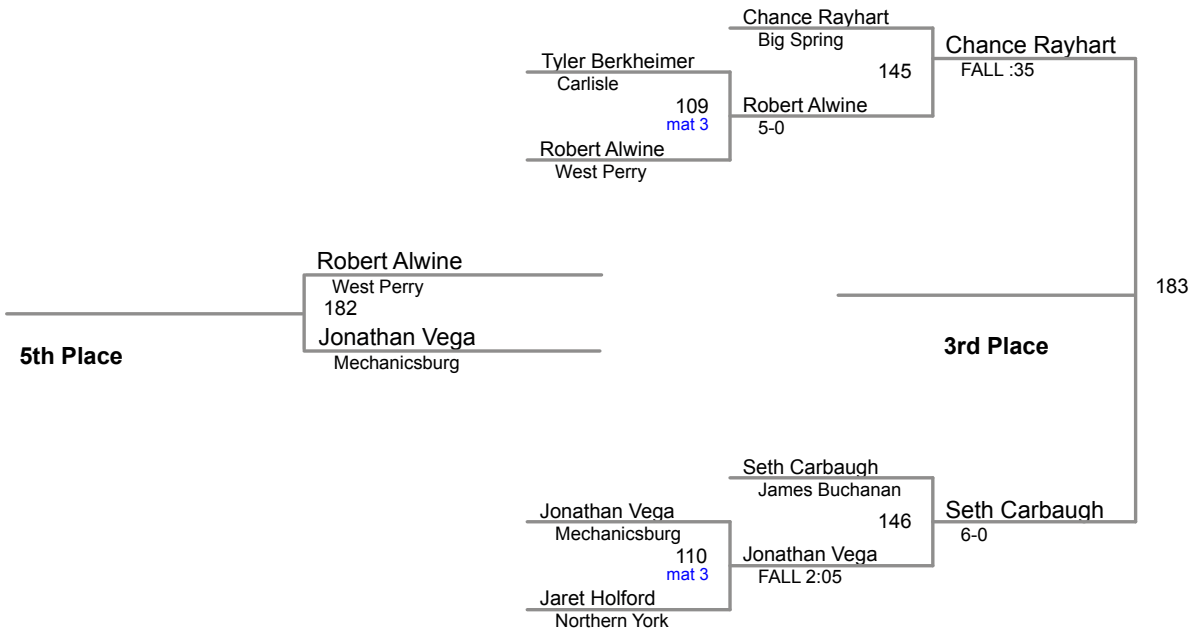 Chance Rayhart
Big Spring
Chance Rayhart
Tyler Berkheimer
FALL :35
145
Carlisle
109
Robert Alwine
mat 3
5-0
Robert Alwine
West Perry
Robert Alwine
West Perry
183
182
Jonathan Vega
3rd Place
5th Place
Mechanicsburg
Seth Carbaugh
James Buchanan
Jonathan Vega
Seth Carbaugh
146
Mechanicsburg
6-0
110
Jonathan Vega
mat 3
FALL 2:05
Jaret Holford
Northern York